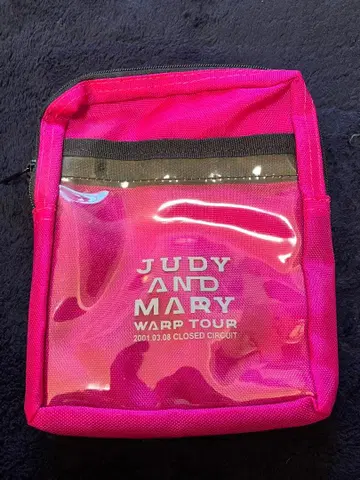 JUDY
AND
MARY
WARP TOUR
2001.03.08 CLOSED CIRCUIT